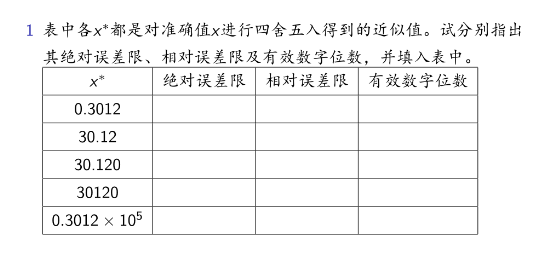 1 表中各x*都是对准确值x进行四舍五入得到的近似值。试分别指出
其绝对误差限、相对误差限及有效数字位数，并填入表中。
x* 绝对误差限 相对误差限 有效数字位数
0.3012
30.12
30.120
30120
0.3012 × 10⁵